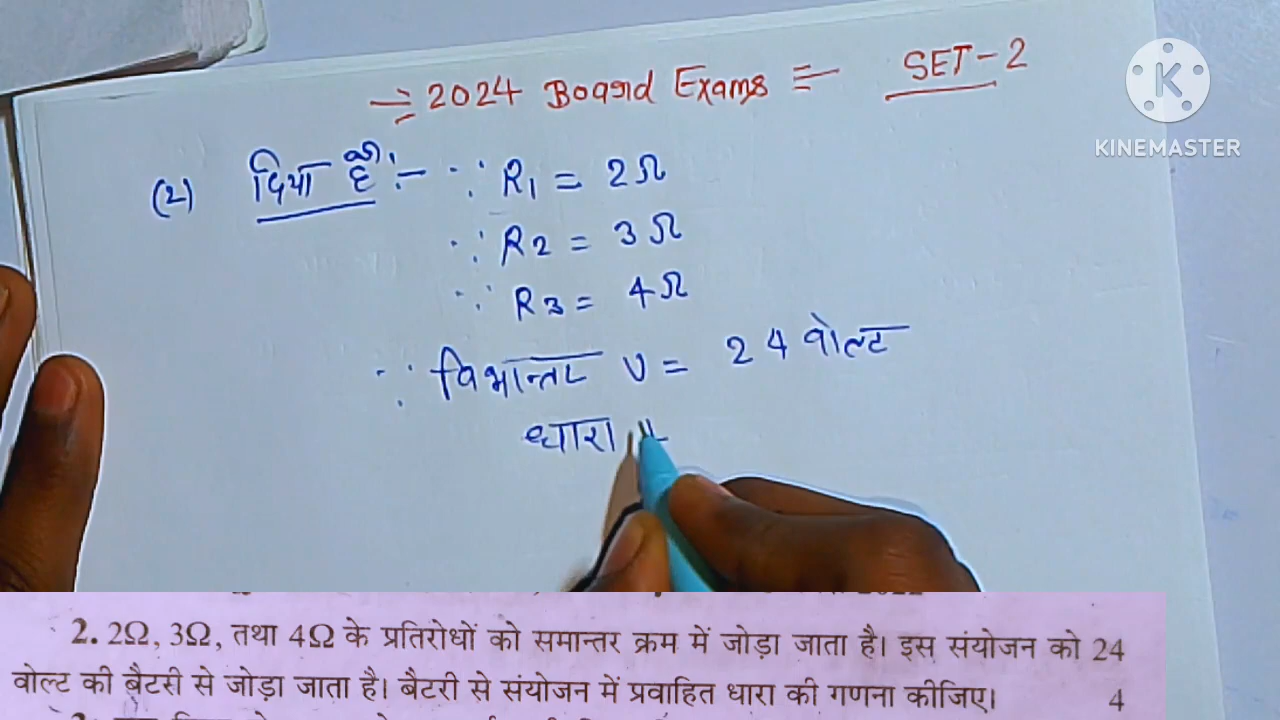 ⇒ 2024 Board Exams = SET-2
K
KINEMASTER
(2) दिया है:- ∵ R1 = 2Ω
∵ R2 = 3Ω
∵ R3 = 4Ω
∵ विभान्तर V = 24 वोल्ट
धारा
2. 2Ω, 3Ω, तथा 4Ω के प्रतिरोधों को समान्तर क्रम में जोड़ा जाता है। इस संयोजन को 24
वोल्ट की बैटरी से जोड़ा जाता है। बैटरी से संयोजन में प्रवाहित धारा की गणना कीजिए। 4